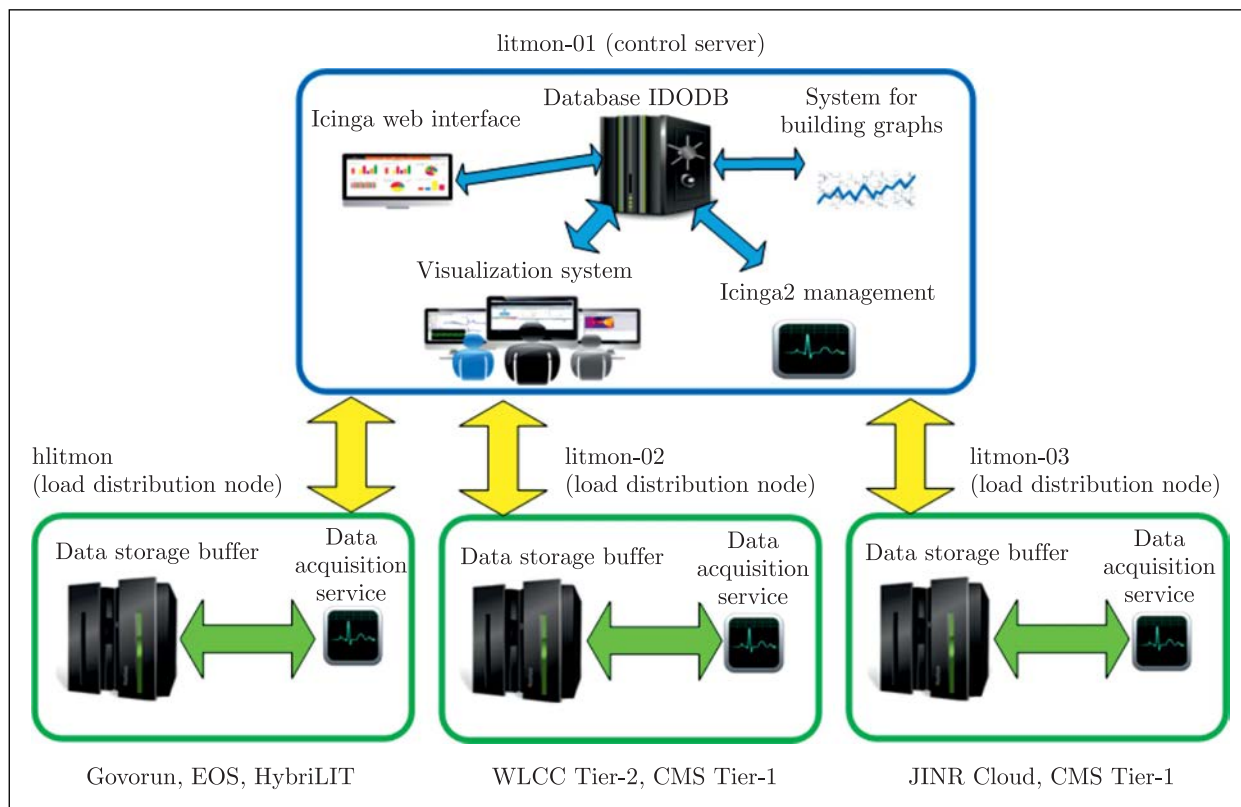 litmon-01 (control server)
Database IDODB
System for
building graphs
Icinga web interface
Visualization system
Icinga2 management
hlitmon
(load distribution node)
litmon-02
(load distribution node)
litmon-03
(load distribution node)
Data storage buffer
Data
acquisition
service
Data storage buffer
Data
acquisition
service
Data storage buffer
Data
acquisition
service
Govorun, EOS, HybriLIT
WLCC Tier-2, CMS Tier-1
JINR Cloud, CMS Tier-1